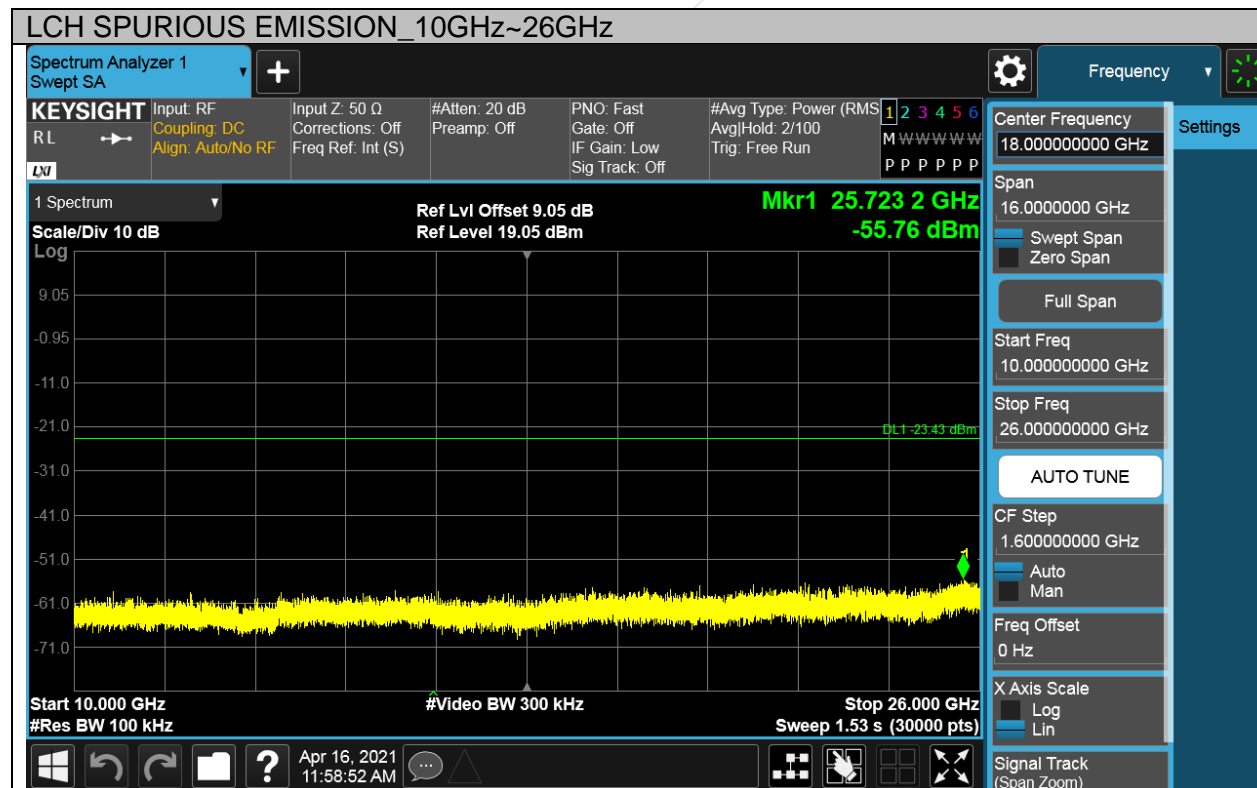 LCH SPURIOUS EMISSION_10GHz~26GHz
Spectrum Analyzer 1
Swept SA
Frequency
KEYSIGHT
RL
LXI
Input: RF
Coupling: DC
Align: Auto/No RF
Input Z: 50 Ω
Corrections: Off
Freq Ref: Int (S)
#Atten: 20 dB
Preamp: Off
PNO: Fast
Gate: Off
IF Gain: Low
Sig Track: Off
#Avg Type: Power (RMS
Avg|Hold: 2/100
Trig: Free Run
1 2 3 4 5 6
M W W W W W
P P P P P P
1 Spectrum
Scale/Div 10 dB
Log
Ref Lvl Offset 9.05 dB
Ref Level 19.05 dBm
Mkr1 25.723 2 GHz
-55.76 dBm
9.05
-0.95
-11.0
-21.0
DL1 -23.43 dBm
-31.0
-41.0
-51.0
1
-61.0
-71.0
Start 10.000 GHz
#Res BW 100 kHz
#Video BW 300 kHz
Stop 26.000 GHz
Sweep 1.53 s (30000 pts)
Apr 16, 2021
11:58:52 AM
Center Frequency
18.000000000 GHz
Settings
Span
16.0000000 GHz
Swept Span
Zero Span
Full Span
Start Freq
10.000000000 GHz
Stop Freq
26.000000000 GHz
AUTO TUNE
CF Step
1.600000000 GHz
Auto
Man
Freq Offset
0 Hz
X Axis Scale
Log
Lin
Signal Track
(Span Zoom)